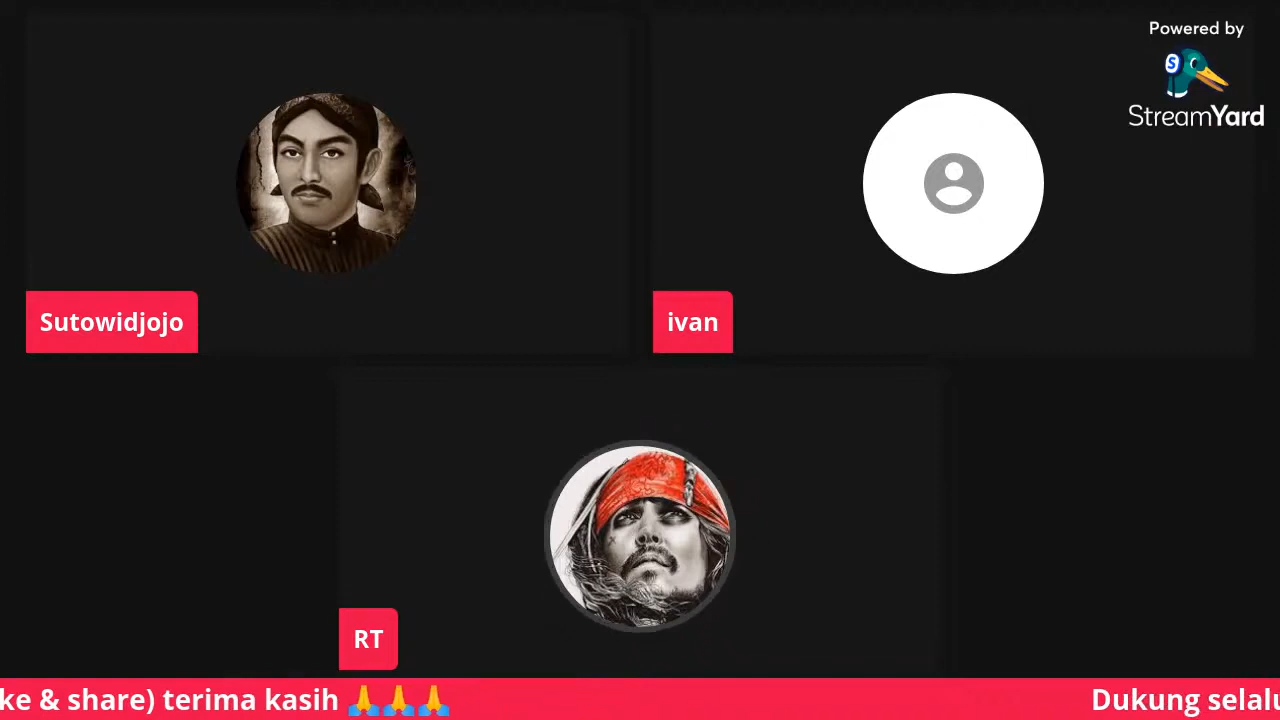 Powered by
S
StreamYard
Sutowidjojo
ivan
RT
ke & share) terima kasih 🙏🙏🙏
Dukung selalu